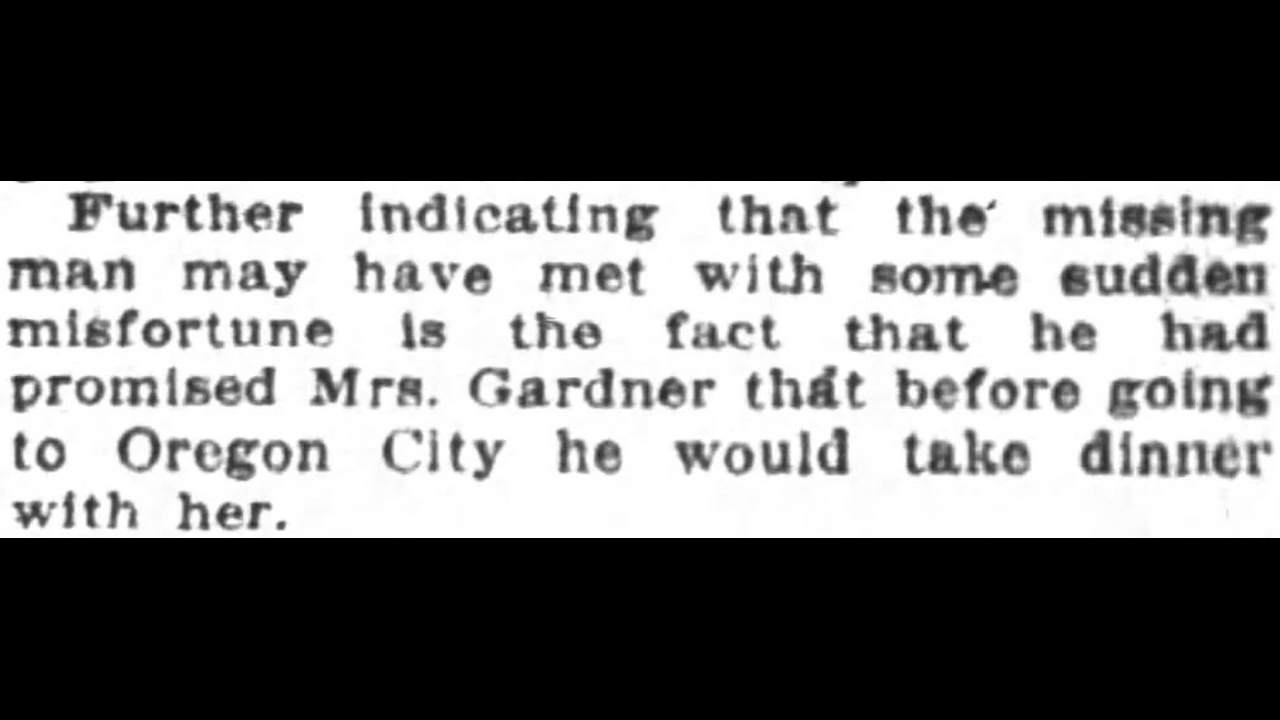 Further indicating that the missing
man may have met with some sudden
misfortune is the fact that he had
promised Mrs. Gardner that before going
to Oregon City he would take dinner
with her.